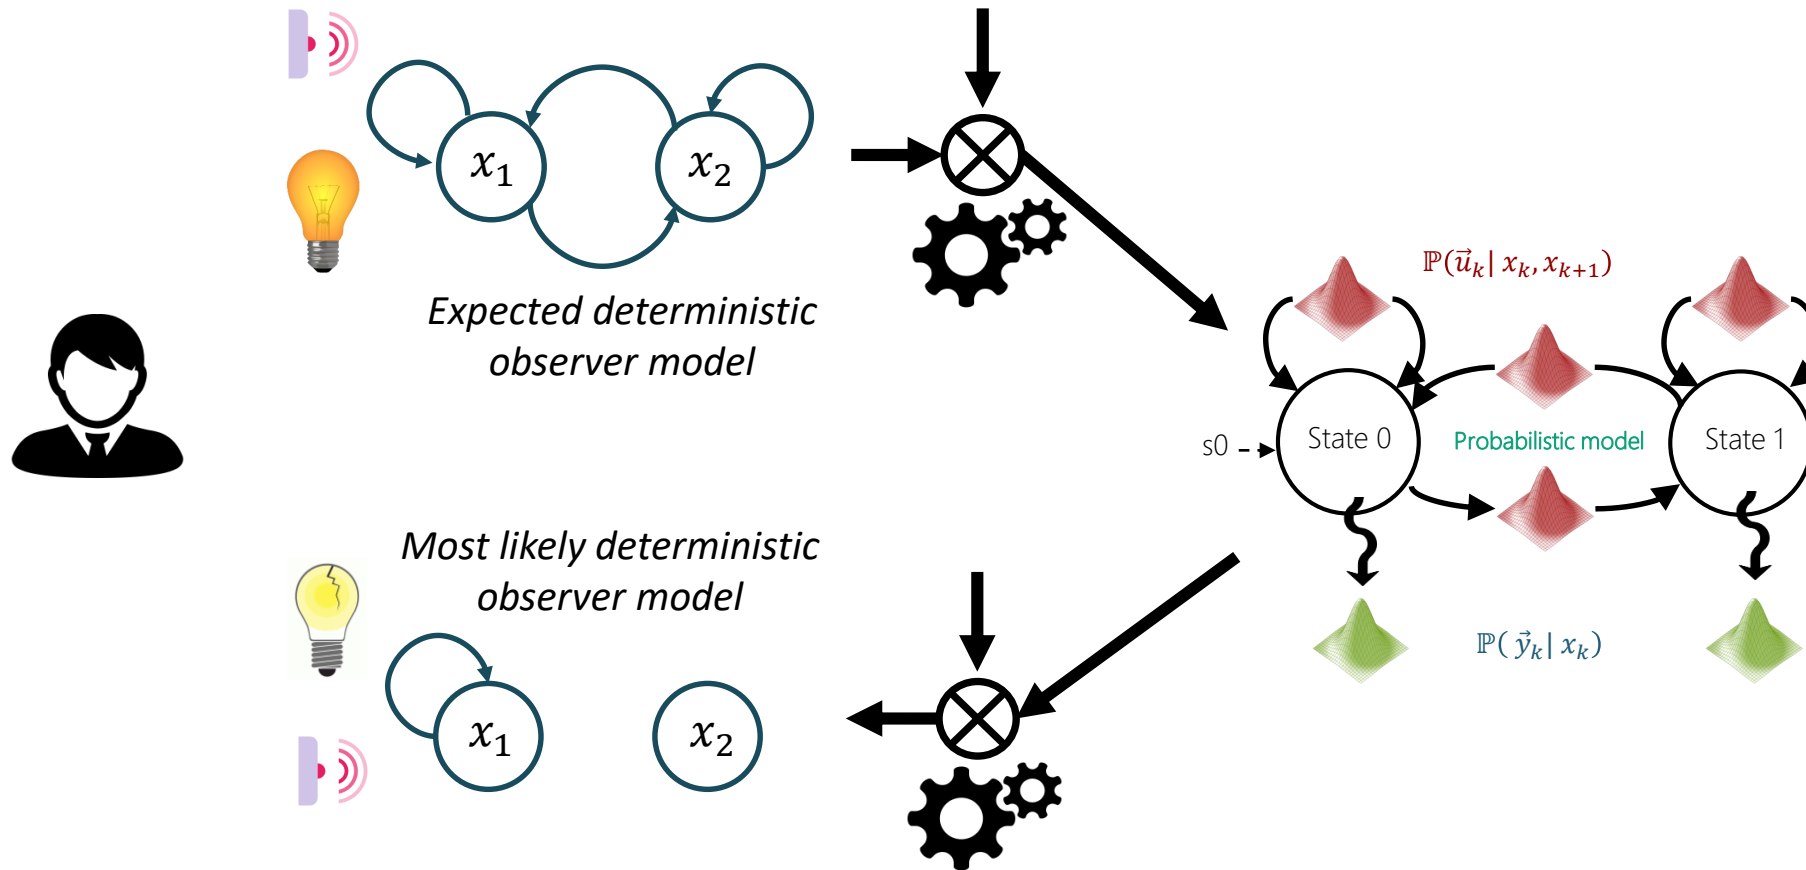 x₁
x₂
Expected deterministic
observer model
ℙ(u⃗ₖ| xₖ, xₖ₊₁)
s0
State 0
Probabilistic model
State 1
ℙ( y⃗ₖ| xₖ)
Most likely deterministic
observer model
x₁
x₂